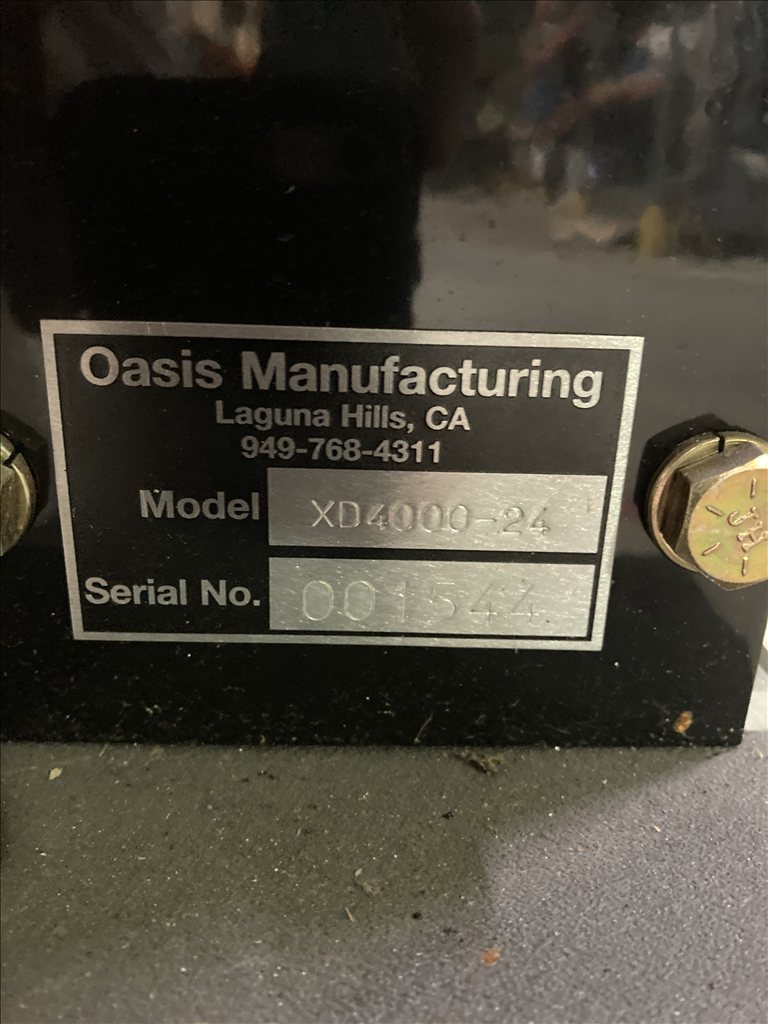 Oasis Manufacturing
Laguna Hills, CA
949-768-4311
Model XD4000-24
Serial No. 001544